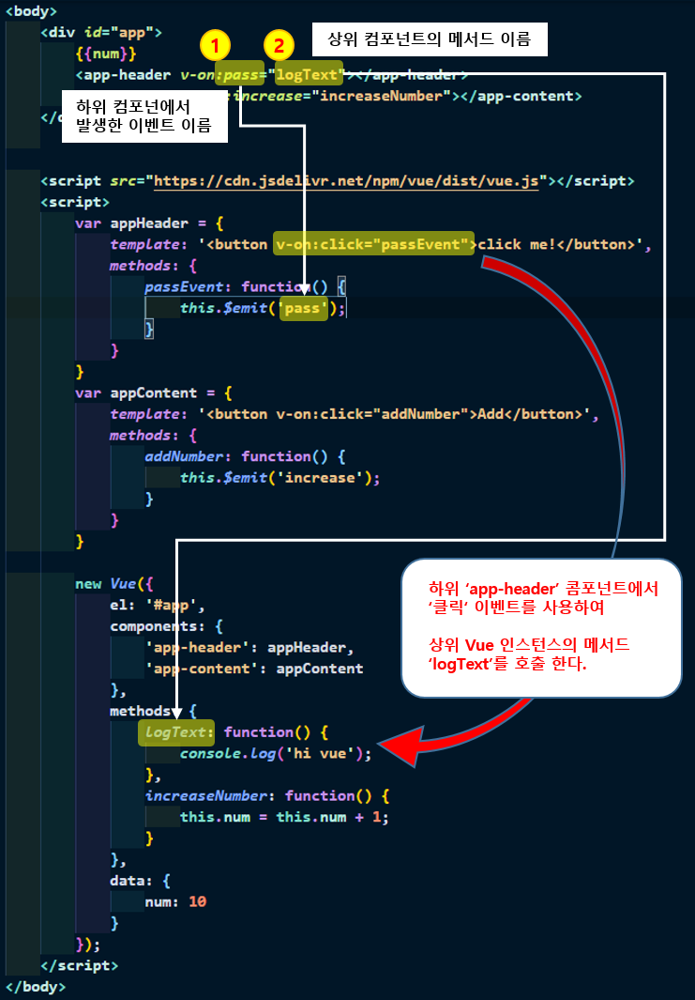 <body>
<div id="app">
1
2
상위 컴포넌트의 메서드 이름
{{num}}
<app-header v-on:pass="logText"></app-header>
하위 컴포넌에서
발생한 이벤트 이름
:increase="increaseNumber"></app-content>
</
<script src="https://cdn.jsdelivr.net/npm/vue/dist/vue.js"></script>
<script>
var appHeader = {
template: '<button v-on:click="passEvent">click me!</button>',
methods: {
passEvent: function() {
this.$emit('pass');
}
}
}
var appContent = {
template: '<button v-on:click="addNumber">Add</button>',
methods: {
addNumber: function() {
this.$emit('increase');
}
}
}
new Vue({
el: '#app',
components: {
'app-header': appHeader,
'app-content': appContent
},
methods: {
logText: function() {
console.log('hi vue');
},
increaseNumber: function() {
this.num = this.num + 1;
}
},
data: {
num: 10
}
});
</script>
</body>
하위 ‘app-header’ 콤포넌트에서
‘클릭‘ 이벤트를 사용하여
상위 Vue 인스턴스의 메서드
‘logText’를 호출 한다.